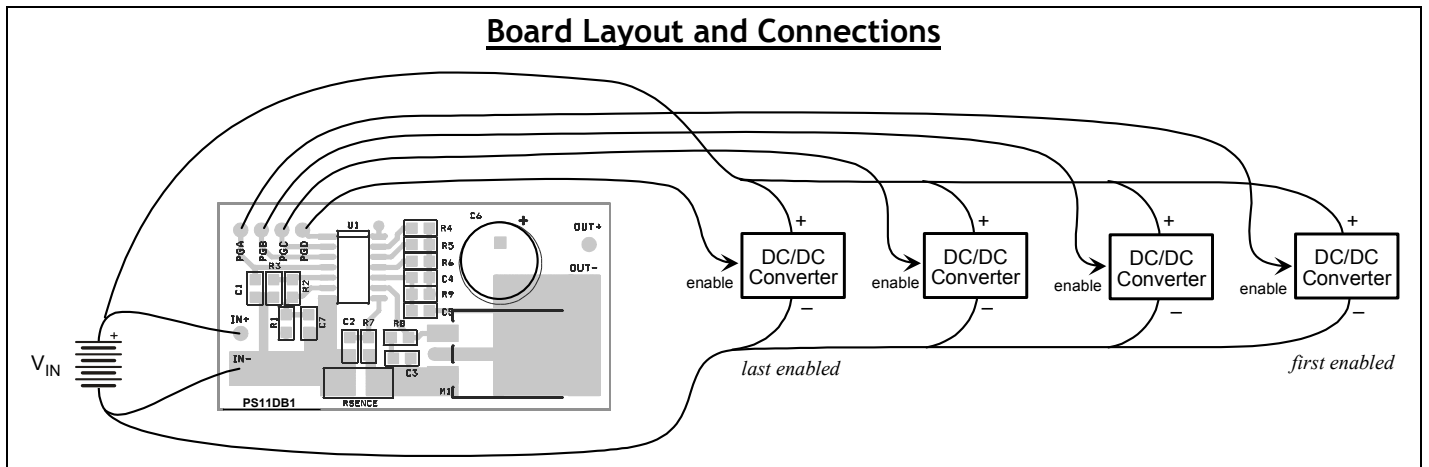 Board Layout and Connections
PGA
PGB
PGC
PGD
U1
R4
R5
R6
C4
R9
C5
C6
+
OUT+
OUT-
R3
C1
R2
R1
C7
IN+
IN-
C2
R7
R8
C3
RSENCE
M1
PS11DB1
+
VIN
enable
+
DC/DC
Converter
–
enable
+
DC/DC
Converter
–
enable
+
DC/DC
Converter
–
enable
+
DC/DC
Converter
–
last enabled
first enabled